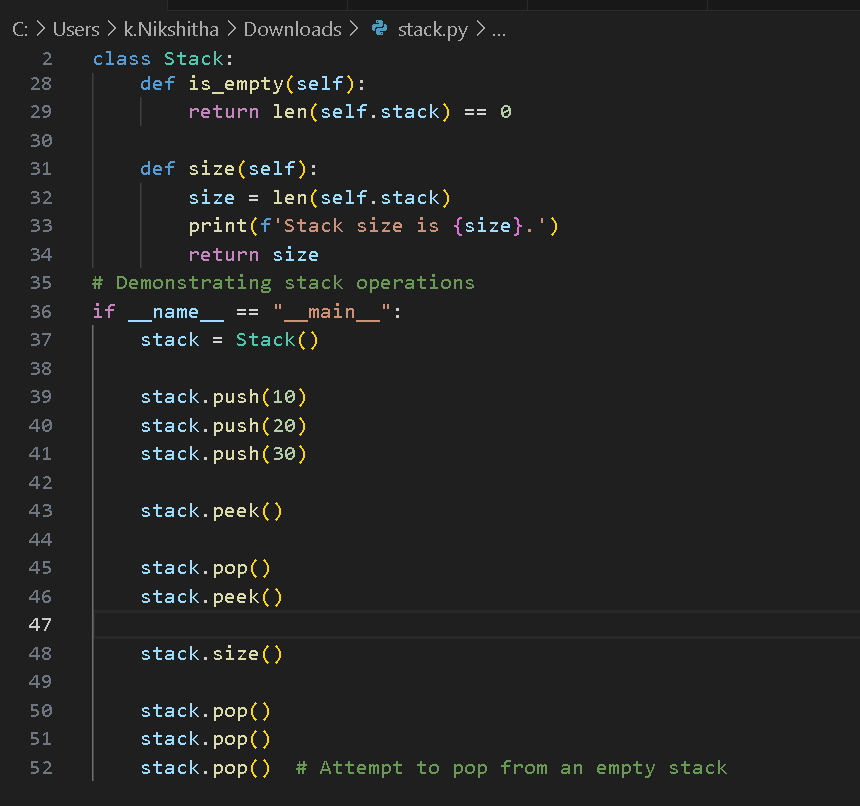 C: > Users > k.Nikshitha > Downloads > stack.py > ...
2 class Stack:
28     def is_empty(self):
29         return len(self.stack) == 0
30
31     def size(self):
32         size = len(self.stack)
33         print(f'Stack size is {size}.')
34         return size
35 # Demonstrating stack operations
36 if __name__ == "__main__":
37     stack = Stack()
38
39     stack.push(10)
40     stack.push(20)
41     stack.push(30)
42
43     stack.peek()
44
45     stack.pop()
46     stack.peek()
47
48     stack.size()
49
50     stack.pop()
51     stack.pop()
52     stack.pop()  # Attempt to pop from an empty stack